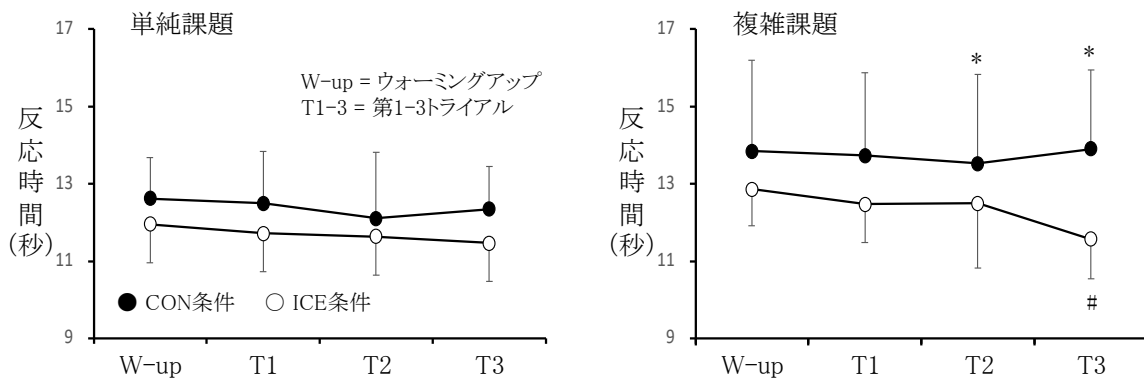 単純課題
17
15
13
11
9
反応時間(秒)
W-up = ウォーミングアップ
T1-3 = 第1-3トライアル
CON条件
ICE条件
W-up T1 T2 T3
複雑課題
17
15
13
11
9
反応時間(秒)
* *
#
W-up T1 T2 T3